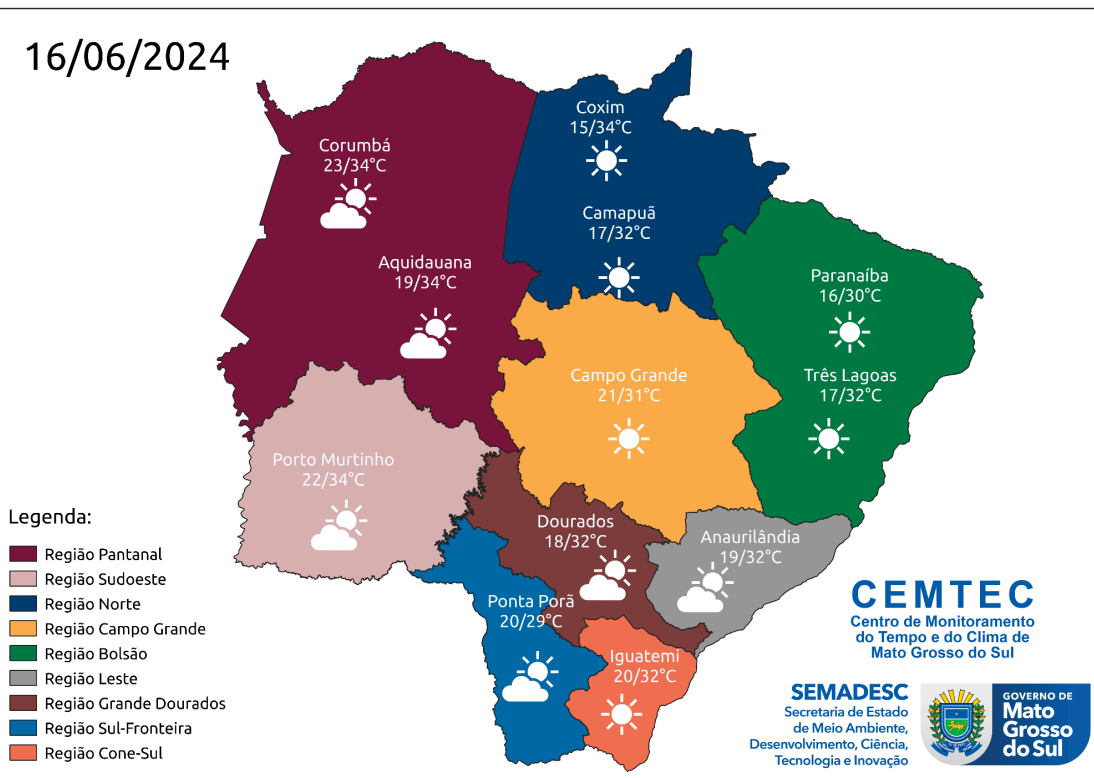 16/06/2024
Coxim
15/34°C
Corumbá
23/34°C
Camapuã
17/32°C
Aquidauana
19/34°C
Paranaíba
16/30°C
Campo Grande
21/31°C
Três Lagoas
17/32°C
Porto Murtinho
22/34°C
Dourados
18/32°C
Anaurilândia
19/32°C
Ponta Porã
20/29°C
Iguatemi
20/32°C
Legenda:
Região Pantanal
Região Sudoeste
Região Norte
Região Campo Grande
Região Bolsão
Região Leste
Região Grande Dourados
Região Sul-Fronteira
Região Cone-Sul
CEMTEC
Centro de Monitoramento
do Tempo e do Clima de
Mato Grosso do Sul
SEMADESC
Secretaria de Estado
de Meio Ambiente,
Desenvolvimento, Ciência,
Tecnologia e Inovação
GOVERNO DE
Mato
Grosso
do Sul